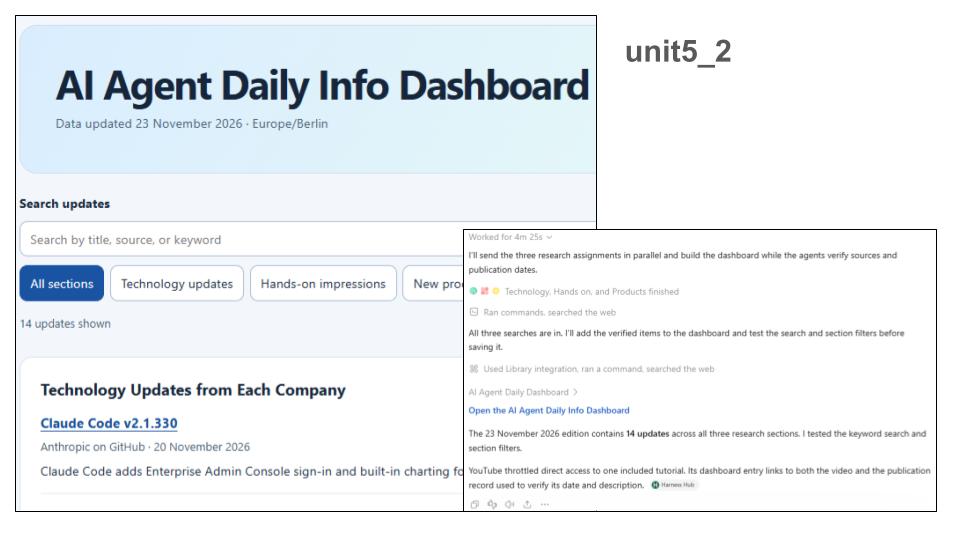 unit5_2
AI Agent Daily Info Dashboard
Data updated 23 November 2026 · Europe/Berlin
Search updates
Search by title, source, or keyword
All sections
Technology updates
Hands-on impressions
New pro
14 updates shown
Technology Updates from Each Company
Claude Code v2.1.330
Anthropic on GitHub · 20 November 2026
Claude Code adds Enterprise Admin Console sign-in and built-in charting fo
Worked for 4m 25s
I'll send the three research assignments in parallel and build the dashboard while the agents verify sources and
publication dates.
Technology, Hands on, and Products finished
Ran commands, searched the web
All three searches are in. I'll add the verified items to the dashboard and test the search and section filters before
saving it.
Used Library integration, ran a command, searched the web
AI Agent Daily Dashboard
Open the AI Agent Daily Info Dashboard
The 23 November 2026 edition contains 14 updates across all three research sections. I tested the keyword search and
section filters.
YouTube throttled direct access to one included tutorial. Its dashboard entry links to both the video and the publication
record used to verify its date and description. Harness Hub